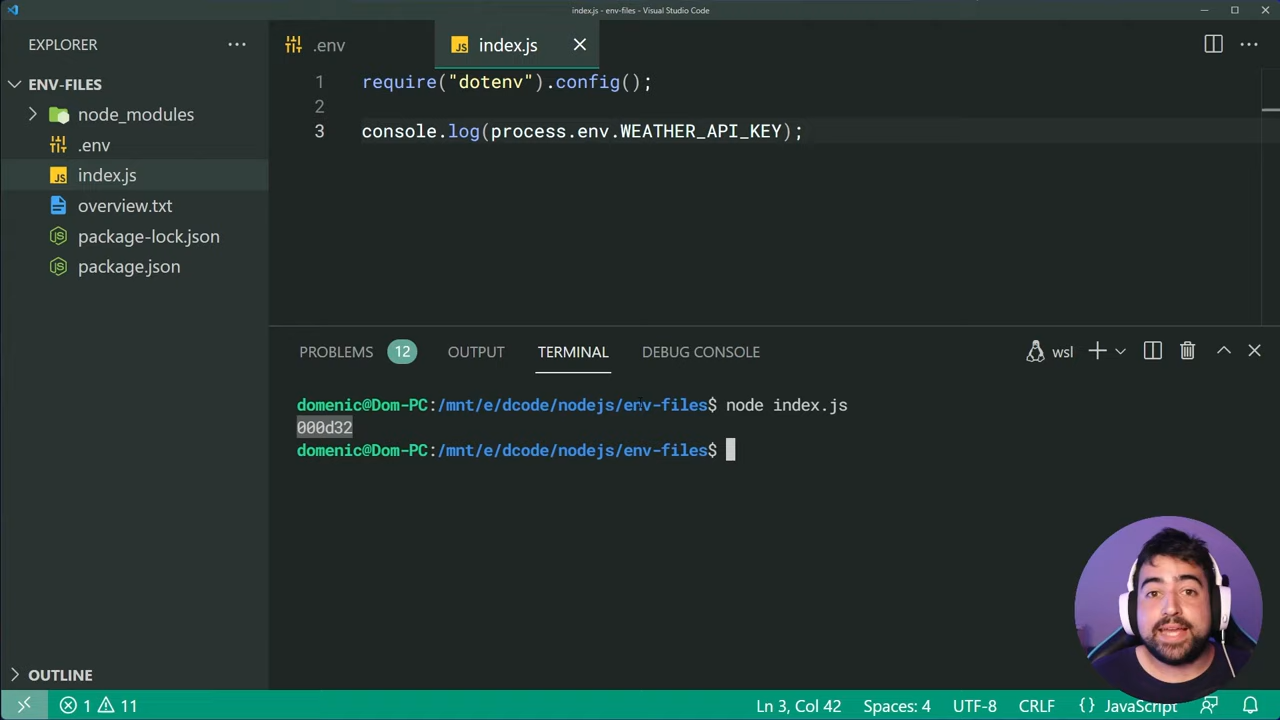 index.js - env-files - Visual Studio Code
EXPLORER
ENV-FILES
node_modules
.env
JS index.js
overview.txt
package-lock.json
package.json
OUTLINE
.env
JS index.js
1 require("dotenv").config();
2
3 console.log(process.env.WEATHER_API_KEY);
PROBLEMS 12 OUTPUT TERMINAL DEBUG CONSOLE wsl
domenic@Dom-PC:/mnt/e/dcode/nodejs/env-files$ node index.js
000d32
domenic@Dom-PC:/mnt/e/dcode/nodejs/env-files$
1 11 Ln 3, Col 42 Spaces: 4 UTF-8 CRLF {} JavaScript